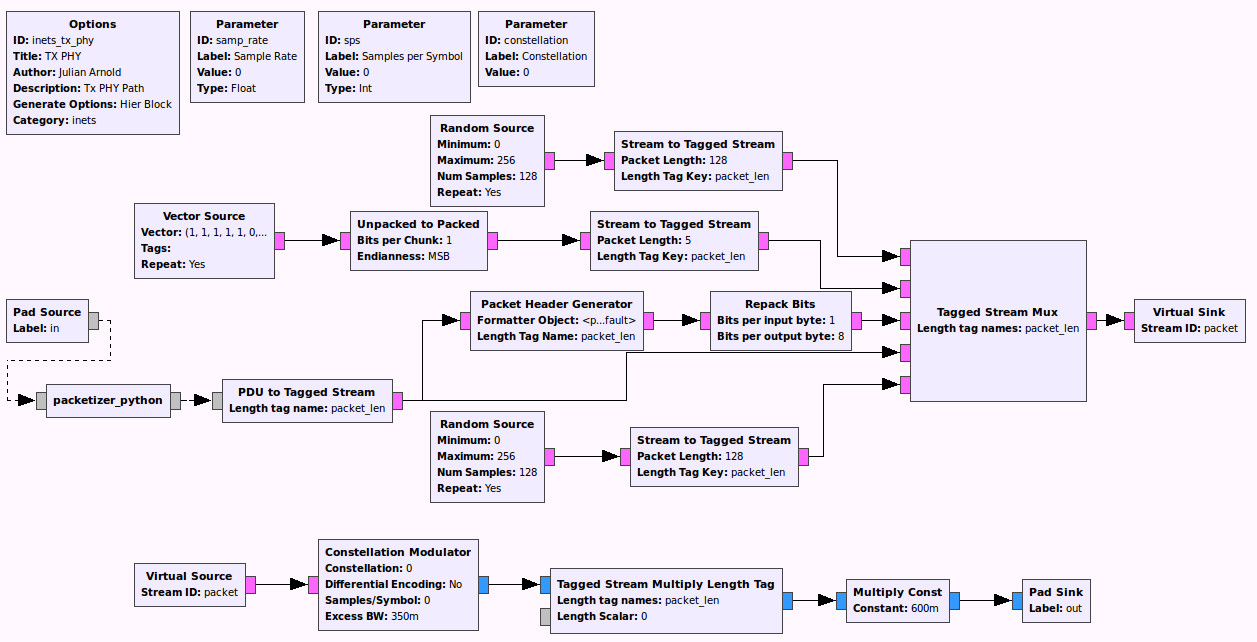 Options
ID: inets_tx_phy
Title: TX PHY
Author: Julian Arnold
Description: Tx PHY Path
Generate Options: Hier Block
Category: inets
Parameter
ID: samp_rate
Label: Sample Rate
Value: 0
Type: Float
Parameter
ID: sps
Label: Samples per Symbol
Value: 0
Type: Int
Parameter
ID: constellation
Label: Constellation
Value: 0
Random Source
Minimum: 0
Maximum: 256
Num Samples: 128
Repeat: Yes
Stream to Tagged Stream
Packet Length: 128
Length Tag Key: packet_len
Vector Source
Vector: (1, 1, 1, 1, 1, 0,...
Tags:
Repeat: Yes
Unpacked to Packed
Bits per Chunk: 1
Endianness: MSB
Stream to Tagged Stream
Packet Length: 5
Length Tag Key: packet_len
Pad Source
Label: in
Packet Header Generator
Formatter Object: <p...fault>
Length Tag Name: packet_len
Repack Bits
Bits per input byte: 1
Bits per output byte: 8
Tagged Stream Mux
Length tag names: packet_len
Virtual Sink
Stream ID: packet
packetizer_python
PDU to Tagged Stream
Length tag name: packet_len
Random Source
Minimum: 0
Maximum: 256
Num Samples: 128
Repeat: Yes
Stream to Tagged Stream
Packet Length: 128
Length Tag Key: packet_len
Virtual Source
Stream ID: packet
Constellation Modulator
Constellation: 0
Differential Encoding: No
Samples/Symbol: 0
Excess BW: 350m
Tagged Stream Multiply Length Tag
Length tag names: packet_len
Length Scalar: 0
Multiply Const
Constant: 600m
Pad Sink
Label: out